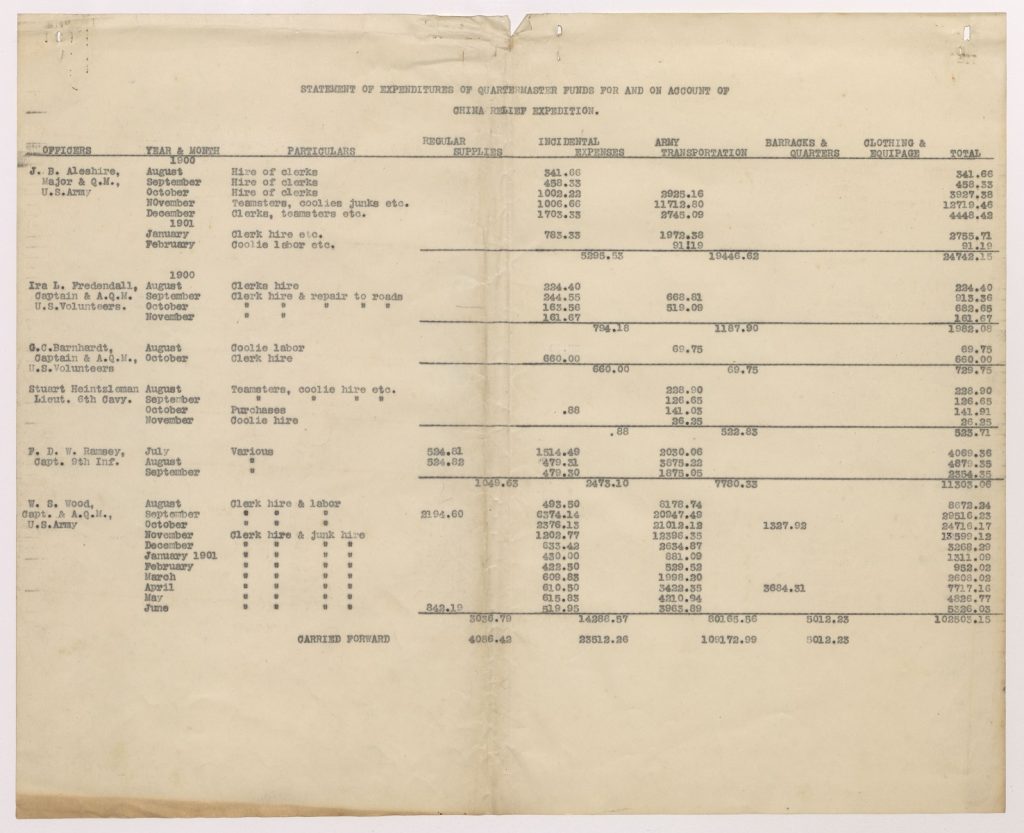 STATEMENT OF EXPENDITURES OF QUARTERMASTER FUNDS FOR AND ON ACCOUNT OF
CHINA RELIEF EXPEDITION.
REGULAR INCIDENTAL ARMY BARRACKS & CLOTHING &
OFFICERS YEAR & MONTH PARTICULARS SUPPLIES EXPENSES TRANSPORTATION QUARTERS EQUIPAGE TOTAL
1900
J. B. Aleshire, August Hire of clerks 341.66 341.66
Major & Q.M., September Hire of clerks 458.33 458.33
U.S.Army October Hire of clerks 1002.22 2925.16 3927.38
November Teamsters, coolies junks etc. 1006.66 11712.80 12719.46
December Clerks, teamsters etc. 1703.33 2745.09 4448.42
1901
January Clerk hire etc. 783.33 1972.38 2755.71
February Coolie labor etc. 91.19 91.19
5295.53 19446.62 24742.15
1900
Ira L. Fredendall, August Clerks hire 224.40 224.40
Captain & A.Q.M. September Clerk hire & repair to roads 244.55 668.81 913.36
U.S.Volunteers. October " " " " " 163.56 519.09 682.65
November " " 161.67 161.67
794.18 1187.90 1982.08
C.C.Barnhardt, August Coolie labor 69.75 69.75
Captain & A.Q.M., October Clerk hire 660.00 660.00
U.S.Volunteers 660.00 69.75 729.75
Stuart Heintzleman August Teamsters, coolie hire etc. 228.90 228.90
Lieut. 6th Cavy. September " " " " 126.65 126.65
October Purchases .88 141.03 141.91
November Coolie hire 26.25 26.25
.88 522.83 523.71
F. D. W. Ramsey, July Various 524.81 1514.49 2030.06 4069.36
Capt. 9th Inf. August " 524.82 479.31 3875.22 4879.35
September " 479.30 1875.05 2354.35
1049.63 2473.10 7780.33 11303.06
W. S. Wood, August Clerk hire & labor 493.50 8178.74 8672.24
Capt. & A.Q.M., September " " " 2194.60 6374.14 20947.49 29516.23
U.S.Army October " " " 2376.13 21012.12 1327.92 24716.17
November Clerk hire & junk hire 1202.77 12396.35 13599.12
December " " " " 633.42 2634.87 3268.29
January 1901 " " " " 430.00 881.09 1311.09
February " " " " 422.50 529.52 952.02
March " " " " 609.83 1998.20 2608.02
April " " " " 610.50 3422.35 3684.31 7717.16
May " " " " 615.83 4210.94 4826.77
June " " " " 842.19 519.95 3963.89 5326.03
3036.79 14288.57 80165.56 5012.23 102503.15
CARRIED FORWARD 4086.42 23512.26 109172.99 5012.23